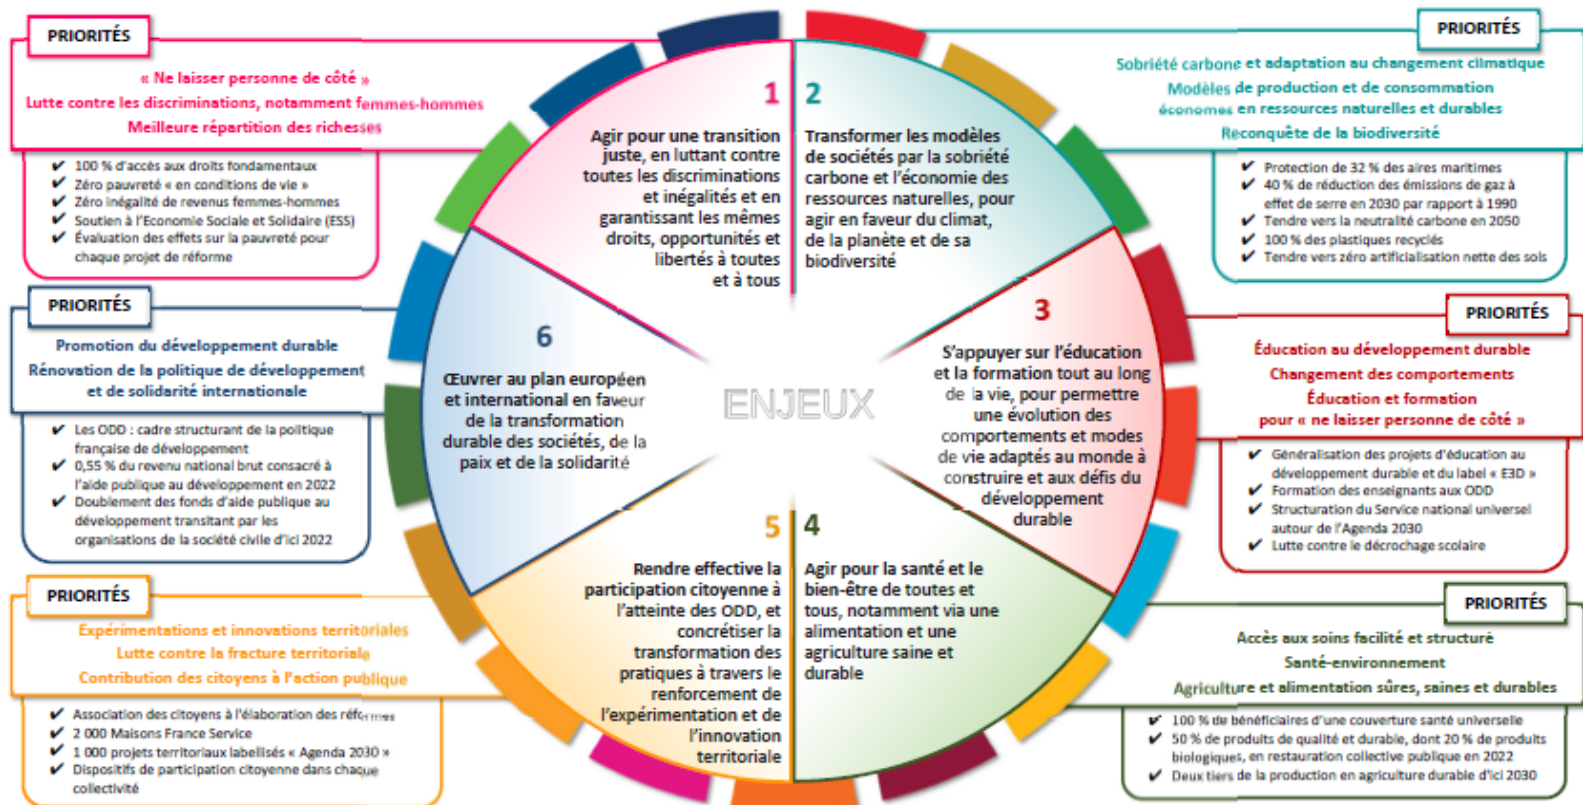 PRIORITÉS
« Ne laisser personne de côté »
Lutte contre les discriminations, notamment femmes-hommes
Meilleure répartition des richesses
✔ 100 % d'accès aux droits fondamentaux
✔ Zéro pauvreté « en conditions de vie »
✔ Zéro inégalité de revenus femmes-hommes
✔ Soutien à l'Economie Sociale et Solidaire (ESS)
✔ Évaluation des effets sur la pauvreté pour
chaque projet de réforme
1
Agir pour une transition
juste, en luttant contre
toutes les discriminations
et inégalités et en
garantissant les mêmes
droits, opportunités et
libertés à toutes
et à tous
2
Transformer les modèles
de sociétés par la sobriété
carbone et l'économie des
ressources naturelles, pour
agir en faveur du climat,
de la planète et de sa
biodiversité
PRIORITÉS
Sobriété carbone et adaptation au changement climatique
Modèles de production et de consommation
économes en ressources naturelles et durables
Reconquête de la biodiversité
✔ Protection de 32 % des aires maritimes
✔ 40 % de réduction des émissions de gaz à
effet de serre en 2030 par rapport à 1990
✔ Tendre vers la neutralité carbone en 2050
✔ 100 % des plastiques recyclés
✔ Tendre vers zéro artificialisation nette des sols
PRIORITÉS
Promotion du développement durable
Rénovation de la politique de développement
et de solidarité internationale
✔ Les ODD : cadre structurant de la politique
française de développement
✔ 0,55 % du revenu national brut consacré à
l'aide publique au développement en 2022
✔ Doublement des fonds d'aide publique au
développement transitant par les
organisations de la société civile d'ici 2022
6
Œuvrer au plan européen
et international en faveur
de la transformation
durable des sociétés, de la
paix et de la solidarité
ENJEUX
3
S'appuyer sur l'éducation
et la formation tout au long
de la vie, pour permettre
une évolution des
comportements et modes
de vie adaptés au monde à
construire et aux défis du
développement
durable
PRIORITÉS
Éducation au développement durable
Changement des comportements
Éducation et formation
pour « ne laisser personne de côté »
✔ Généralisation des projets d'éducation au
développement durable et du label « E3D »
✔ Formation des enseignants aux ODD
✔ Structuration du Service national universel
autour de l'Agenda 2030
✔ Lutte contre le décrochage scolaire
PRIORITÉS
Expérimentations et innovations territoriales
Lutte contre la fracture territoriale
Contribution des citoyens à l'action publique
✔ Association des citoyens à l'élaboration des réformes
✔ 2 000 Maisons France Service
✔ 1 000 projets territoriaux labellisés « Agenda 2030 »
✔ Dispositifs de participation citoyenne dans chaque
collectivité
5
Rendre effective la
participation citoyenne à
l'atteinte des ODD, et
concrétiser la
transformation des
pratiques à travers le
renforcement de
l'expérimentation et de
l'innovation
territoriale
4
Agir pour la santé et le
bien-être de toutes et
tous, notamment via une
alimentation et une
agriculture saine et
durable
PRIORITÉS
Accès aux soins facilité et structuré
Santé-environnement
Agriculture et alimentation sûres, saines et durables
✔ 100 % de bénéficiaires d'une couverture santé universelle
✔ 50 % de produits de qualité et durable, dont 20 % de produits
biologiques, en restauration collective publique en 2022
✔ Deux tiers de la production en agriculture durable d'ici 2030